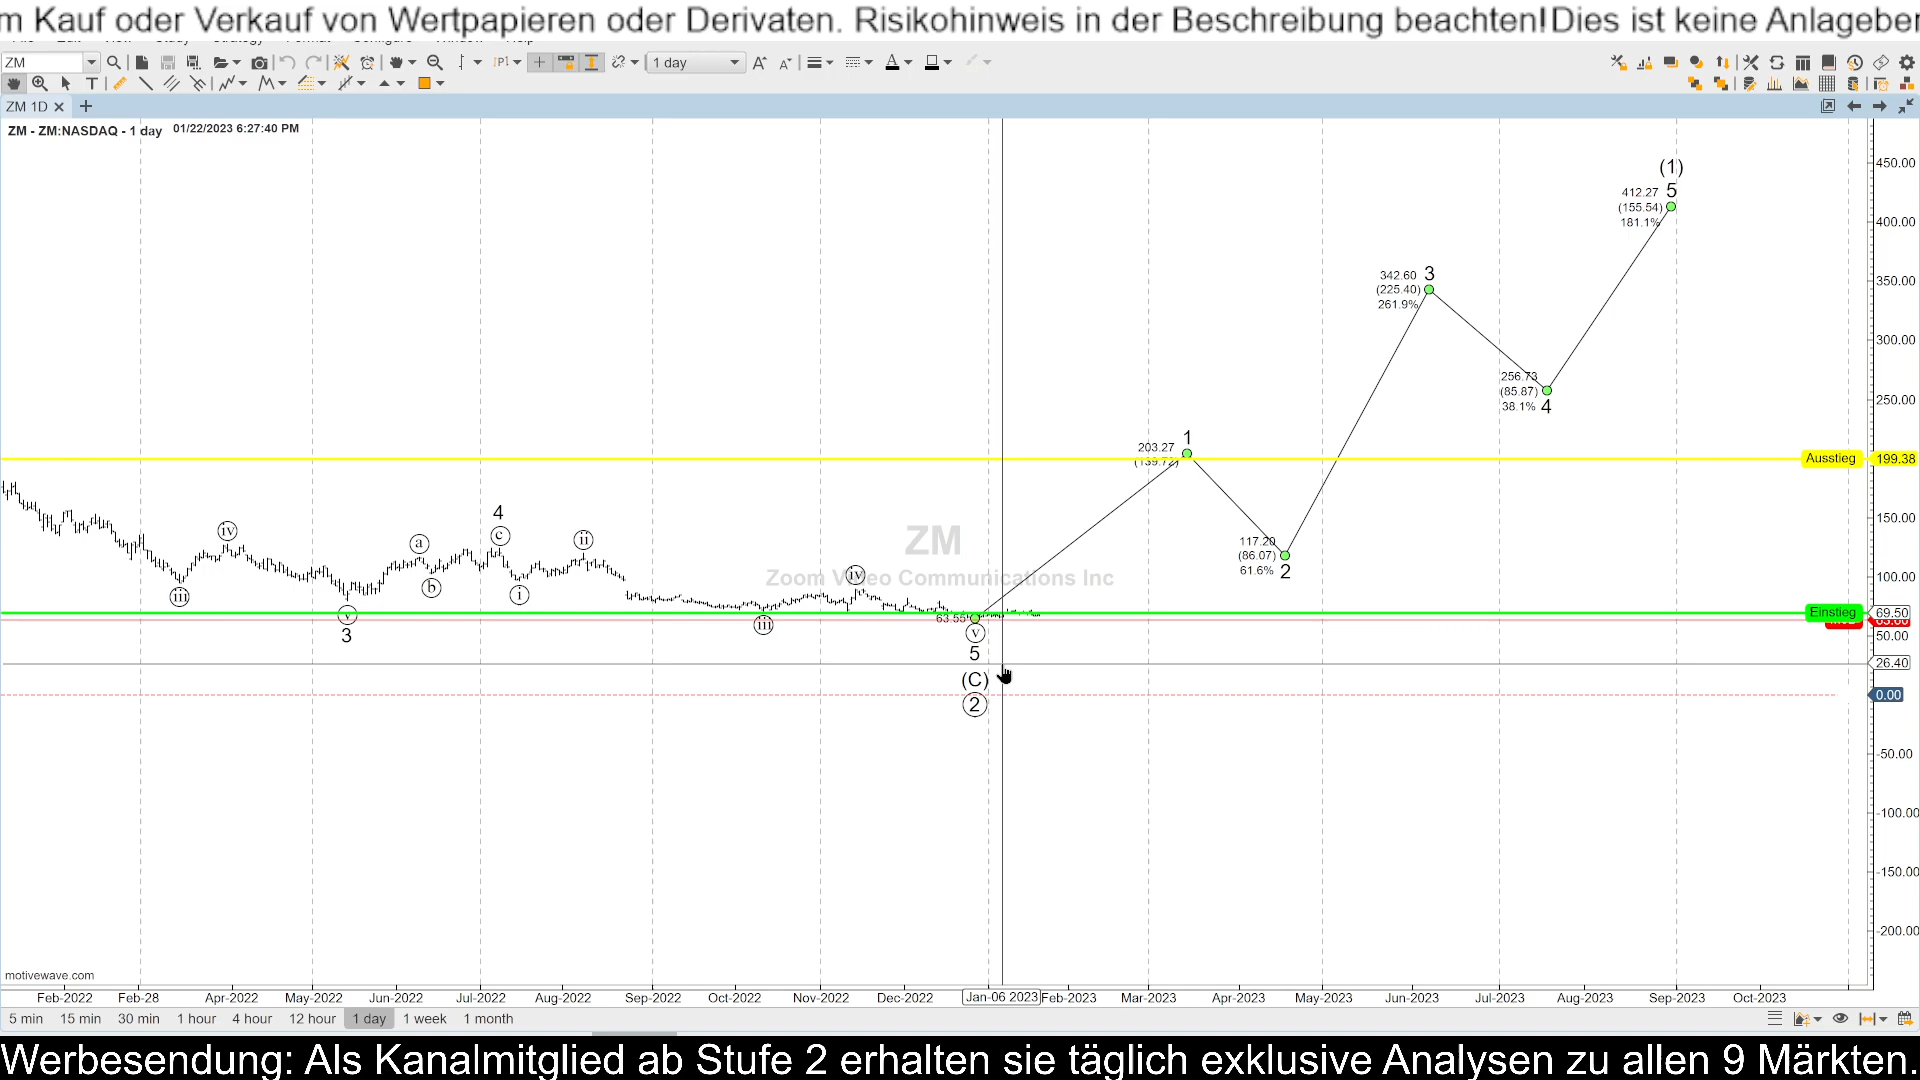 m Kauf oder Verkauf von Wertpapieren oder Derivaten. Risikohinweis in der Beschreibung beachten! Dies ist keine Anlageber
ZM
1 day
ZM 1D
ZM - ZM:NASDAQ - 1 day 01/22/2023 6:27:40 PM
450.00
(1)
412.27 5
(155.54)
181.1%
400.00
342.60 3
(225.40)
261.9%
350.00
300.00
256.73
(85.87)
38.1% 4
250.00
203.27 1
(139.72)
Ausstieg 199.38
150.00
117.20
(86.07)
61.6% 2
100.00
iv
iii
v
3
a
b
4
c
i
ii
iii
iv
ZM
Zoom Video Communications Inc
63.55
v
5
(C)
2
Einstieg 69.50
50.00
26.40
0.00
-50.00
-100.00
-150.00
-200.00
motivewave.com
Feb-2022 Feb-28 Apr-2022 May-2022 Jun-2022 Jul-2022 Aug-2022 Sep-2022 Oct-2022 Nov-2022 Dec-2022 Jan-06 2023 Feb-2023 Mar-2023 Apr-2023 May-2023 Jun-2023 Jul-2023 Aug-2023 Sep-2023 Oct-2023
5 min 15 min 30 min 1 hour 4 hour 12 hour 1 day 1 week 1 month
Werbesendung: Als Kanalmitglied ab Stufe 2 erhalten sie täglich exklusive Analysen zu allen 9 Märkten.